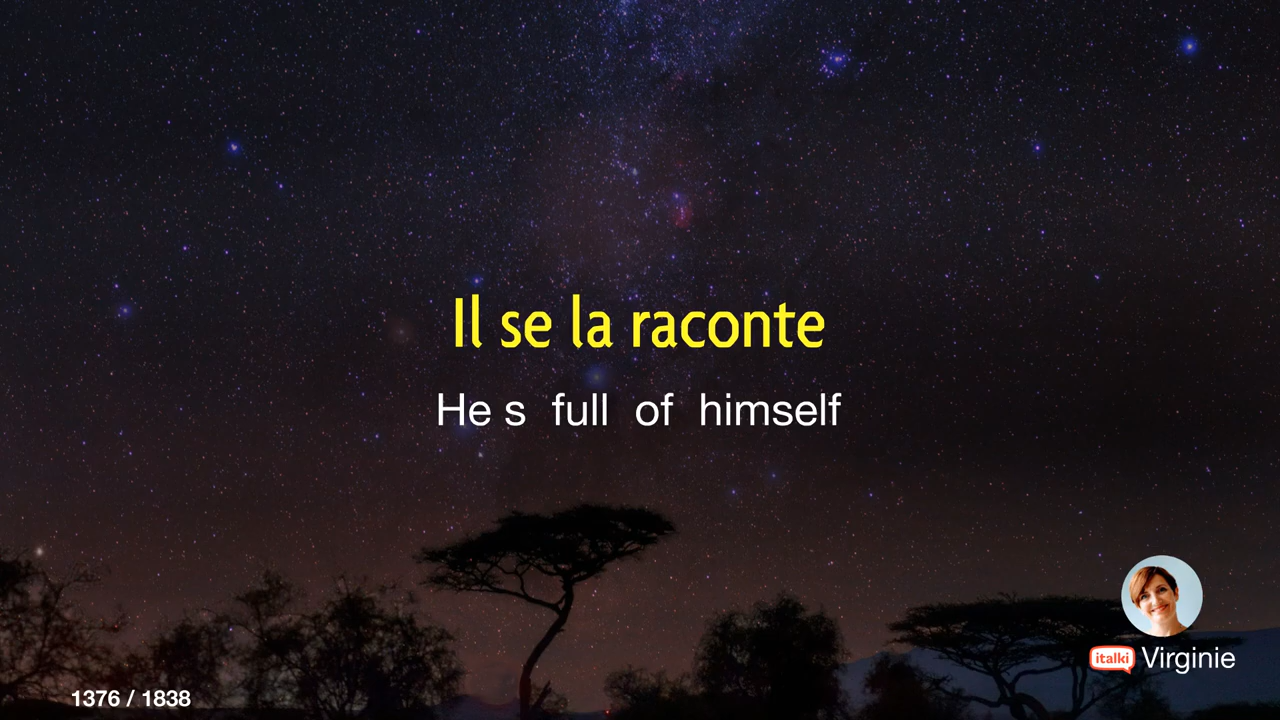 Il se la raconte
He s full of himself
italki Virginie
1376 / 1838